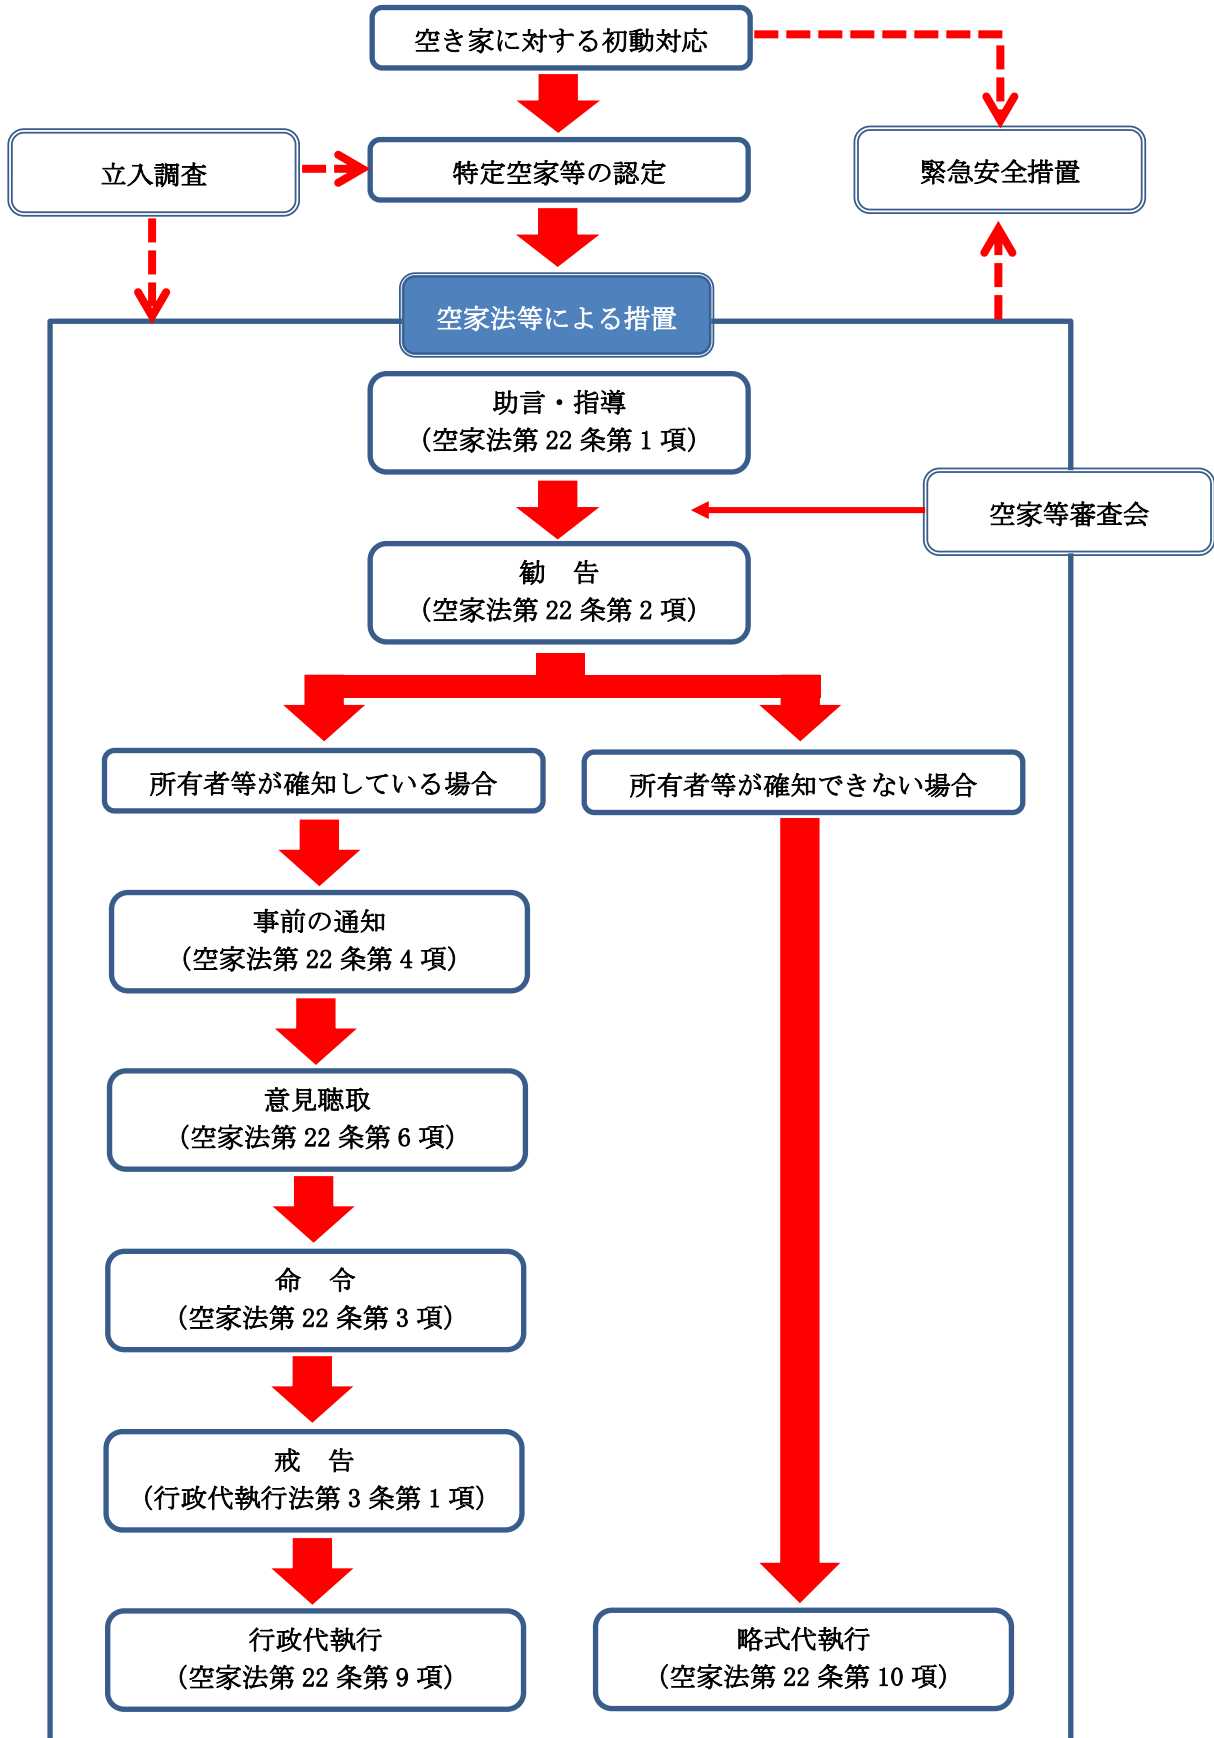 空き家に対する初動対応
立入調査
特定空家等の認定
緊急安全措置
空家法等による措置
助言・指導
(空家法第 22 条第 1 項)
空家等審査会
勧　告
(空家法第 22 条第 2 項)
所有者等が確知している場合
所有者等が確知できない場合
事前の通知
(空家法第 22 条第 4 項)
意見聴取
(空家法第 22 条第 6 項)
命　令
(空家法第 22 条第 3 項)
戒　告
(行政代執行法第 3 条第 1 項)
行政代執行
(空家法第 22 条第 9 項)
略式代執行
(空家法第 22 条第 10 項)